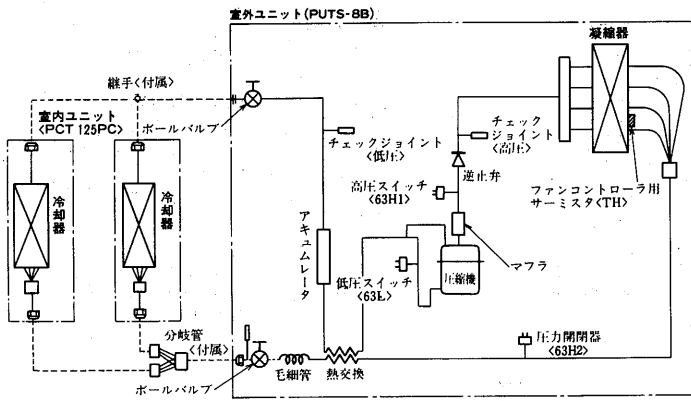 室外ユニット(PUTS-8B)
凝縮器
継手<付属>
室内ユニット
<PCT 125PC>
ボールバルブ
チェックジョイント
<低圧>
チェック
ジョイント
<高圧>
逆止弁
高圧スイッチ
<63H1>
ファンコントローラ用
サーミスタ<TH>
冷却器
冷却器
アキュムレータ
低圧スイッチ
<63L>
圧縮機
マフラ
分岐管
<付属>
圧力開閉器
<63H2>
ボールバルブ
毛細管
熱交換